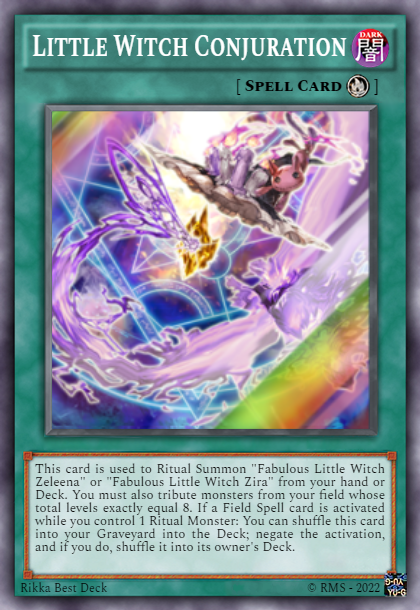 Little Witch Conjuration
DARK
闇
[ Spell Card ]
This card is used to Ritual Summon "Fabulous Little Witch
Zeleena" or "Fabulous Little Witch Zira" from your hand or
Deck. You must also tribute monsters from your field whose
total levels exactly equal 8. If a Field Spell card is activated
while you control 1 Ritual Monster: You can shuffle this card
into your Graveyard into the Deck; negate the activation,
and if you do, shuffle it into its owner's Deck.
Rikka Best Deck
© RMS - 2022